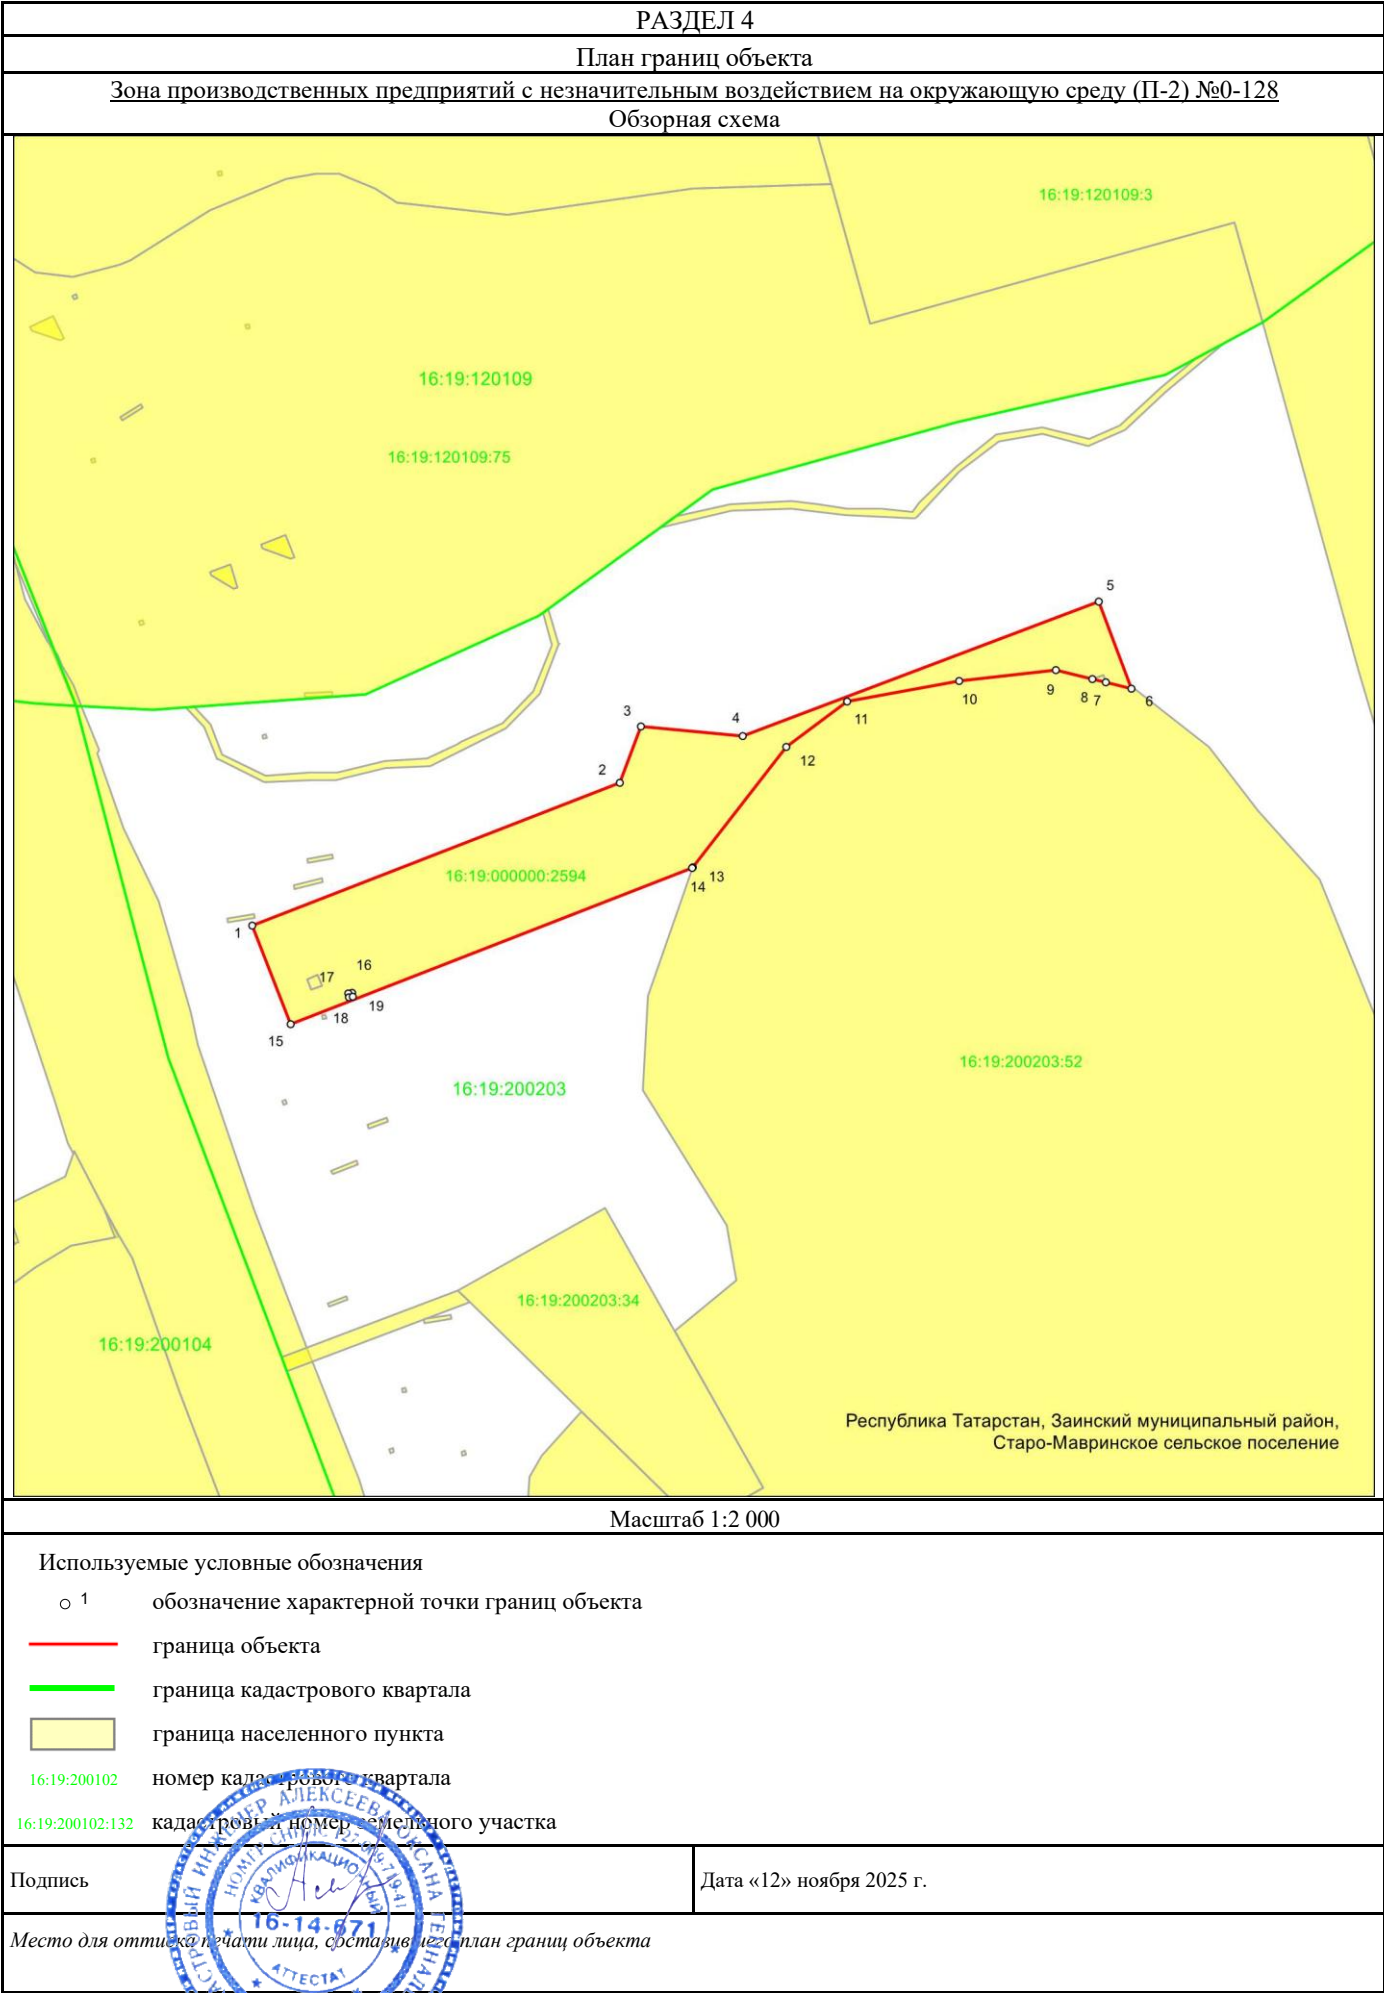 РАЗДЕЛ 4
План границ объекта
Зона производственных предприятий с незначительным воздействием на окружающую среду (П-2) №0-128
Обзорная схема
16:19:120109:3
16:19:120109
16:19:120109:75
5
9
8
7
6
10
3
4
11
12
2
16:19:000000:2594
13
14
1
16
17
19
18
15
16:19:200203
16:19:200203:52
16:19:200203:34
16:19:200104
Республика Татарстан, Заинский муниципальный район,
Старо-Мавринское сельское поселение
Масштаб 1:2 000
Используемые условные обозначения
1 обозначение характерной точки границ объекта
граница объекта
граница кадастрового квартала
граница населенного пункта
16:19:200102 номер кадастрового квартала
16:19:200102:132 кадастровый номер земельного участка
Подпись
Дата «12» ноября 2025 г.
Место для оттиска печати лица, составившего план границ объекта
ИНЖЕНЕР АЛЕКСЕЕВА ОКСАНА
КВАЛИФИКАЦИОННЫЙ
16-14-671
АТТЕСТАТ